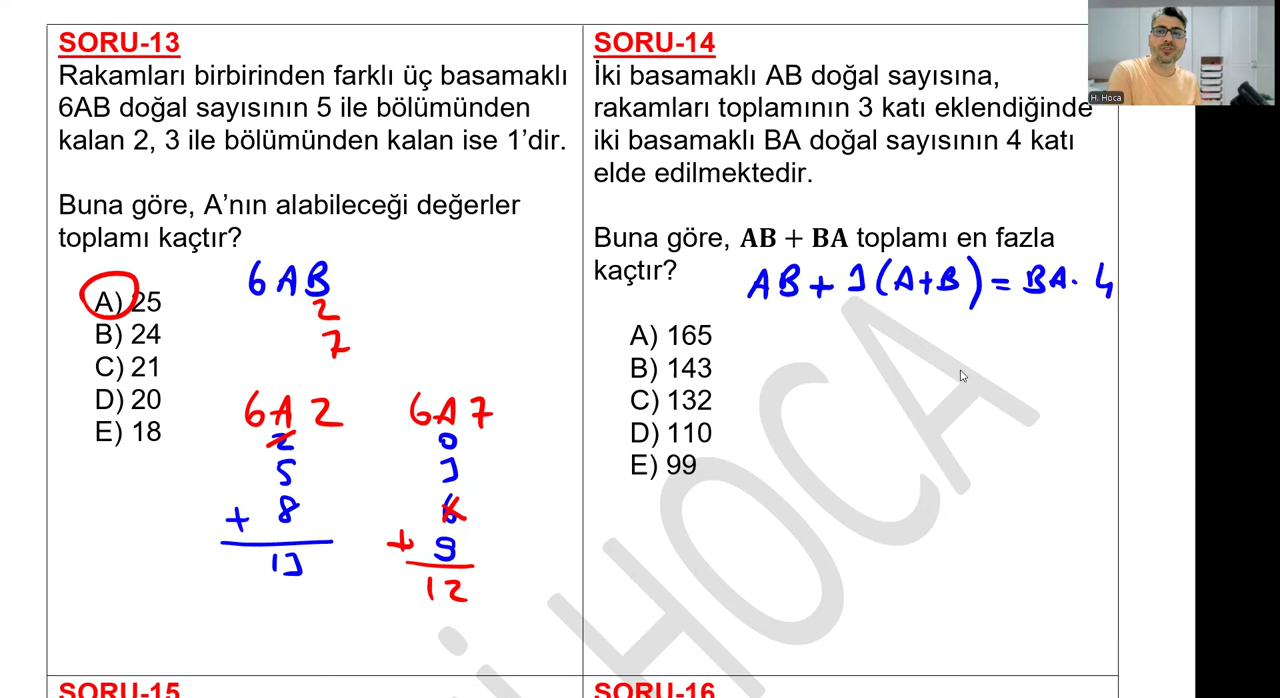 SORU-13
Rakamları birbirinden farklı üç basamaklı
6AB doğal sayısının 5 ile bölümünden
kalan 2, 3 ile bölümünden kalan ise 1’dir.
Buna göre, A’nın alabileceği değerler
toplamı kaçtır?
A) 25
B) 24
C) 21
D) 20
E) 18
6AB
2
7
6A2
2
5
8
+
13
6A7
0
3
6
9
+
12
SORU-14
İki basamaklı AB doğal sayısına,
rakamları toplamının 3 katı eklendiğinde
iki basamaklı BA doğal sayısının 4 katı
elde edilmektedir.
Buna göre, AB + BA toplamı en fazla
kaçtır?
AB + 3(A+B) = BA. 4
A) 165
B) 143
C) 132
D) 110
E) 99
H. Hoca
HOCA
SORU-15
SORU-16